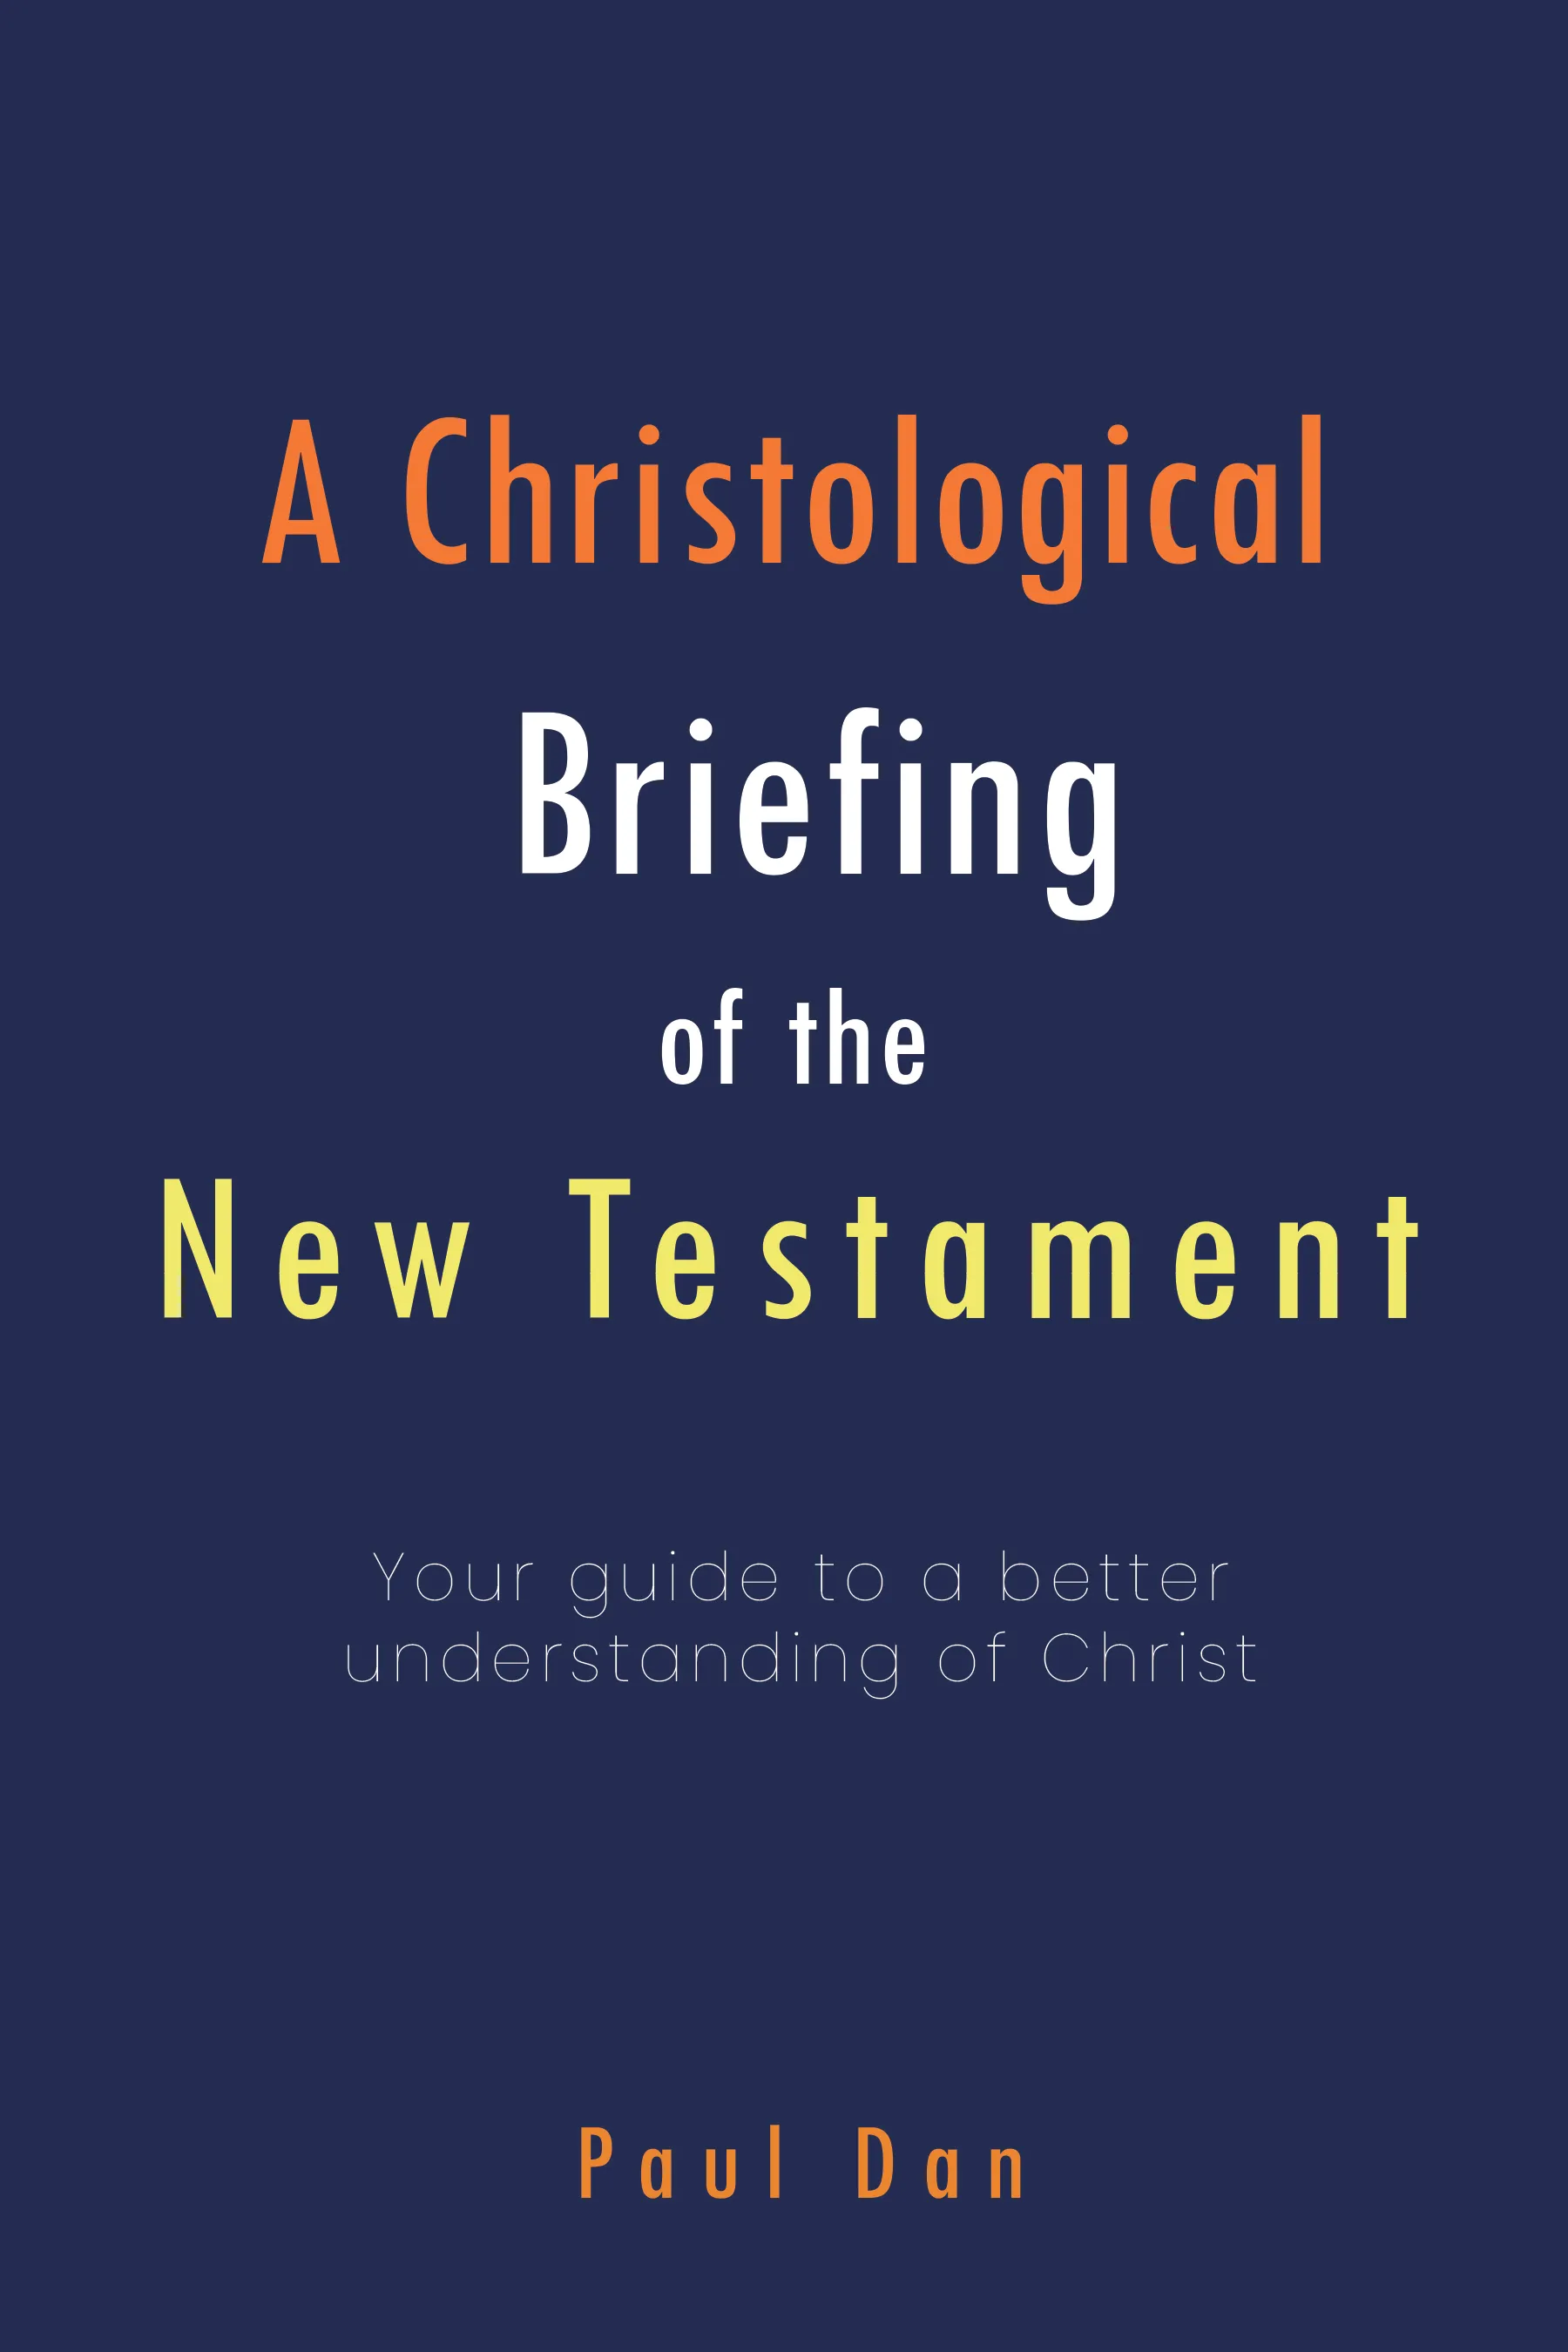 A Christological
Briefing
of the
New Testament
Your guide to a better
understanding of Christ
Paul Dan